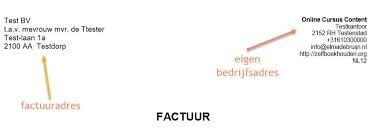 Test BV
t.a.v. mevrouw mvr. de Ttester
Test-laan 1a
2100 AA Testdorp
factuuradres
Online Cursus Content
Testkantoor
2152 RH Testenstad
+31610300000
info@elmadebruijn.nl
http://zelfboekhouden.org
NL12
eigen
bedrijfsadres
FACTUUR